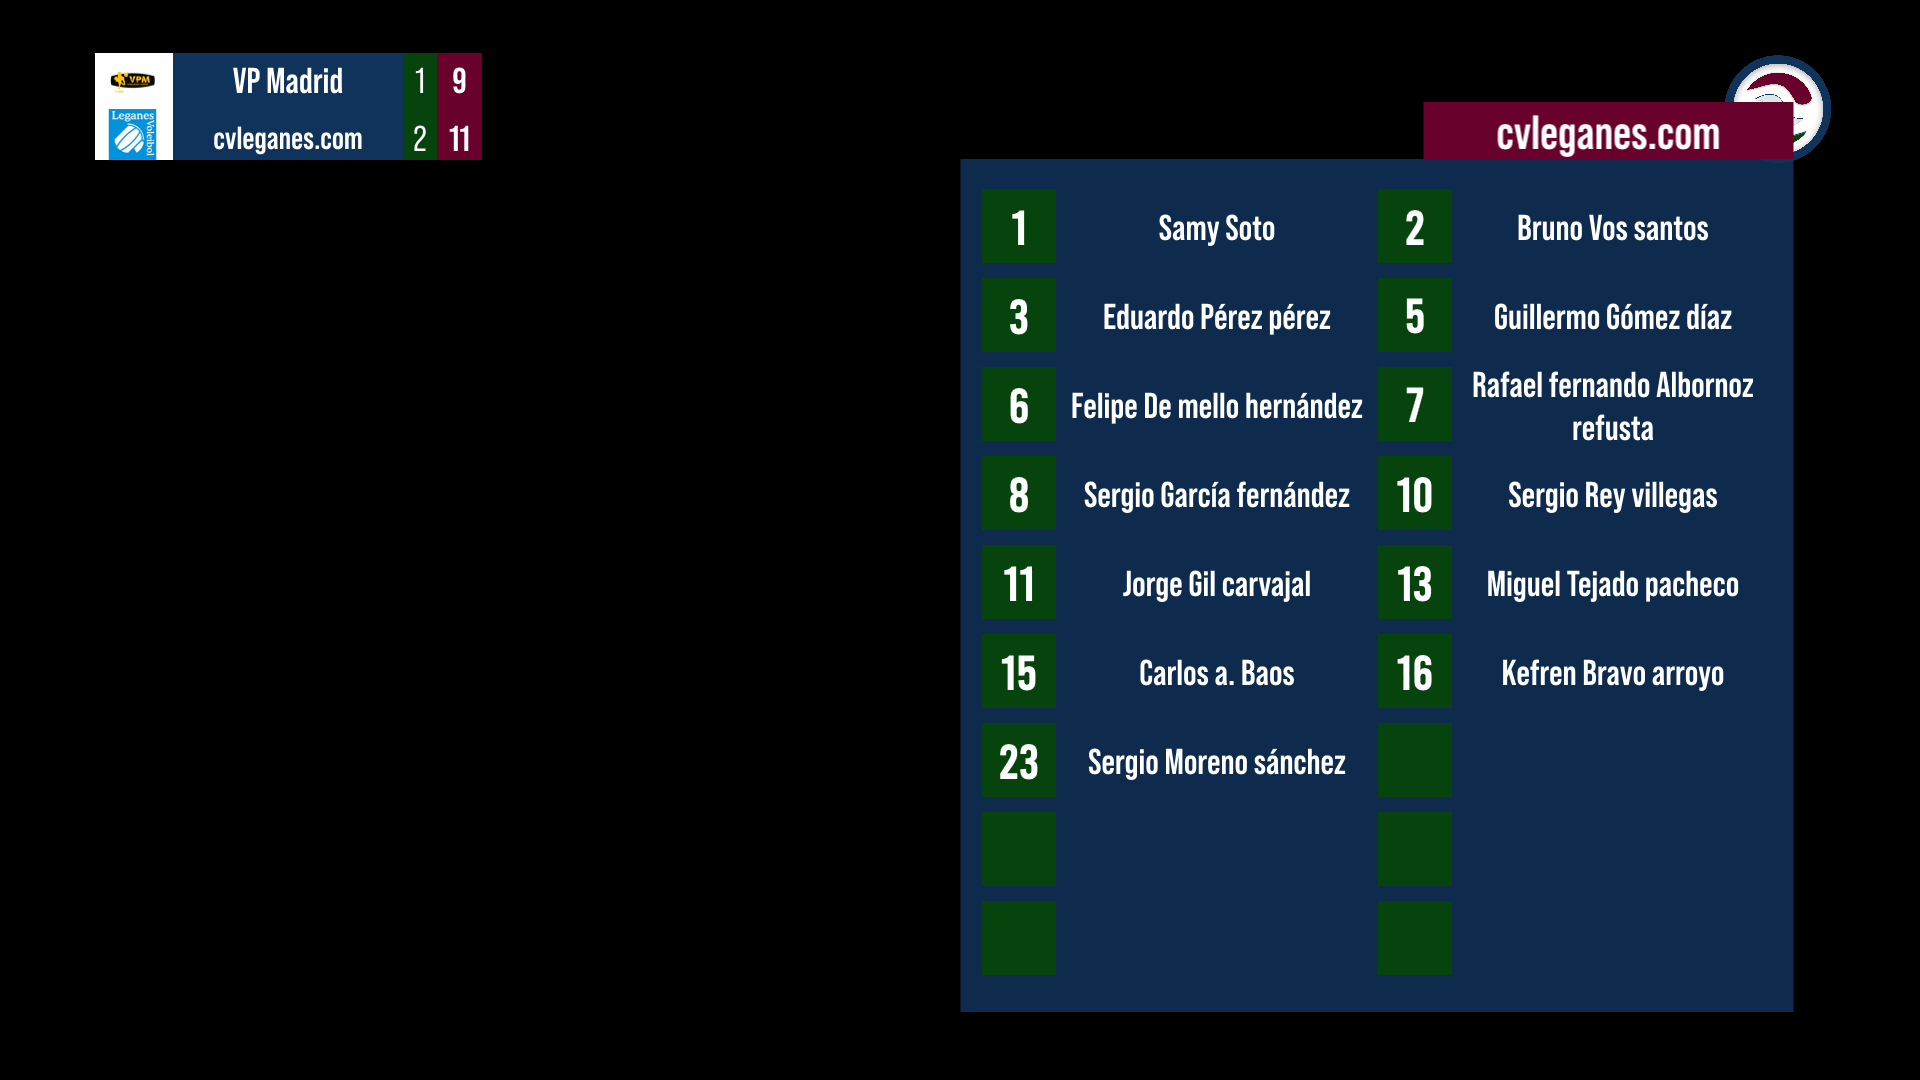 VPM
VP Madrid 1 9
Leganes
Voleibol
cvleganes.com 2 11
cvleganes.com
1 Samy Soto
2 Bruno Vos santos
3 Eduardo Pérez pérez
5 Guillermo Gómez díaz
6 Felipe De mello hernández
7 Rafael fernando Albornoz
refusta
8 Sergio García fernández
10 Sergio Rey villegas
11 Jorge Gil carvajal
13 Miguel Tejado pacheco
15 Carlos a. Baos
16 Kefren Bravo arroyo
23 Sergio Moreno sánchez